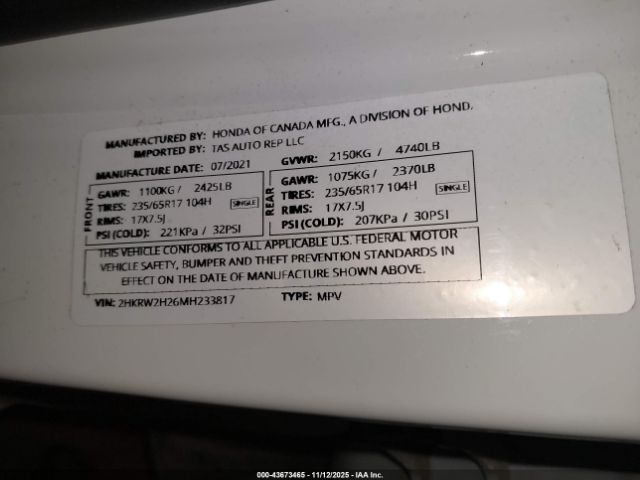 MANUFACTURED BY: HONDA OF CANADA MFG., A DIVISION OF HOND.
IMPORTED BY: TAS AUTO REP LLC
MANUFACTURE DATE: 07/2021 GVWR: 2150KG / 4740LB
FRONT
GAWR: 1100KG / 2425LB
TIRES: 235/65R17 104H SINGLE
RIMS: 17X7.5J
PSI (COLD): 221KPa / 32PSI
REAR
GAWR: 1075KG / 2370LB
TIRES: 235/65R17 104H SINGLE
RIMS: 17X7.5J
PSI (COLD): 207KPa / 30PSI
THIS VEHICLE CONFORMS TO ALL APPLICABLE U.S. FEDERAL MOTOR
VEHICLE SAFETY, BUMPER AND THEFT PREVENTION STANDARDS IN
EFFECT ON THE DATE OF MANUFACTURE SHOWN ABOVE.
VIN: 2HKRW2H26MH233817 TYPE: MPV
000-43673465 - 11/12/2025 - IAA Inc.